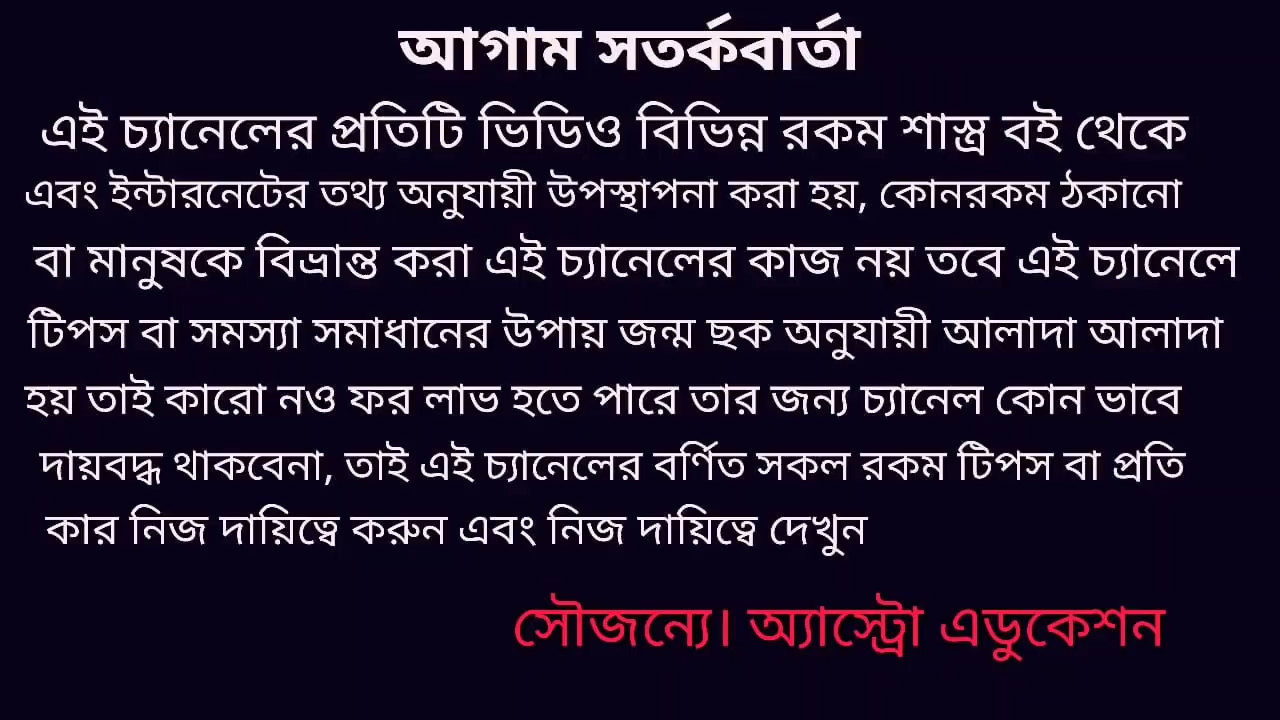 আগাম সতর্কবার্তা
এই চ্যানেলের প্রতিটি ভিডিও বিভিন্ন রকম শাস্ত্র বই থেকে
এবং ইন্টারনেটের তথ্য অনুযায়ী উপস্থাপনা করা হয়, কোনরকম ঠকানো
বা মানুষকে বিভ্রান্ত করা এই চ্যানেলের কাজ নয় তবে এই চ্যানেলে
টিপস বা সমস্যা সমাধানের উপায় জন্ম ছক অনুযায়ী আলাদা আলাদা
হয় তাই কারো নও ফর লাভ হতে পারে তার জন্য চ্যানেল কোন ভাবে
দায়বদ্ধ থাকবেনা, তাই এই চ্যানেলের বর্ণিত সকল রকম টিপস বা প্রতি
কার নিজ দায়িত্বে করুন এবং নিজ দায়িত্বে দেখুন
সৌজন্যে। অ্যাস্ট্রো এডুকেশন